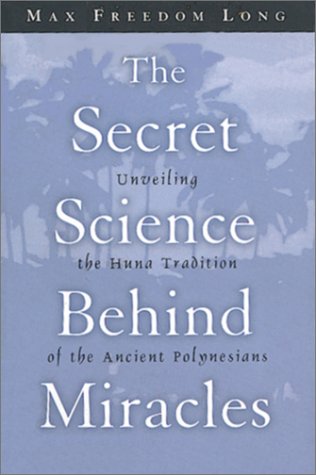 MAX FREEDOM LONG
The
Secret
Unveiling
Science
the Huna Tradition
Behind
of the Ancient Polynesians
Miracles